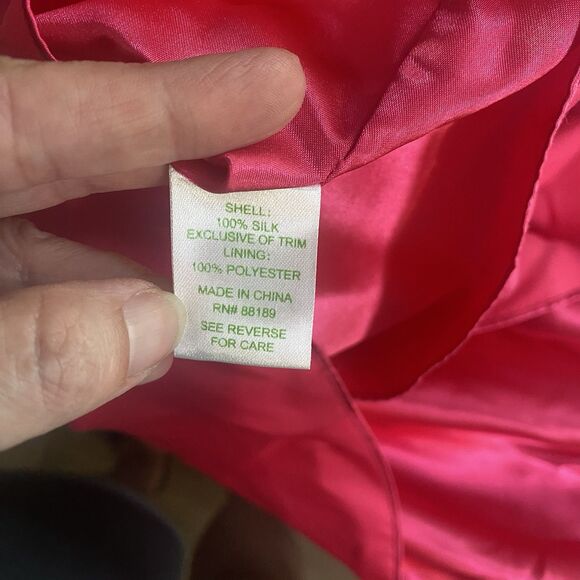 SHELL:
100% SILK
EXCLUSIVE OF TRIM
LINING:
100% POLYESTER
MADE IN CHINA
RN# 88189
SEE REVERSE
FOR CARE